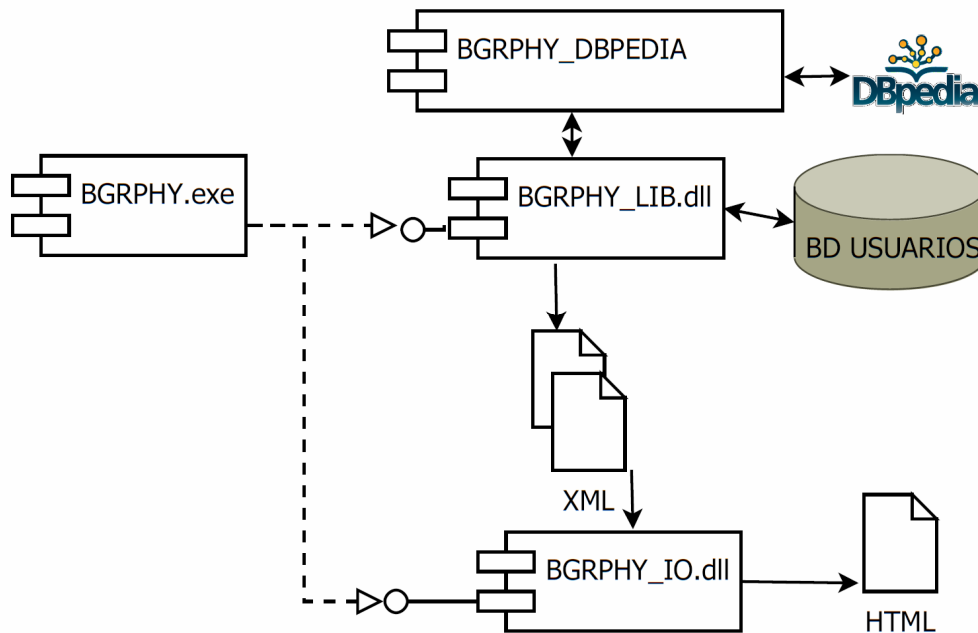 BGRPHY_DBPEDIA
DBpedia
BGRPHY.exe
BGRPHY_LIB.dll
BD USUARIOS
XML
BGRPHY_IO.dll
HTML